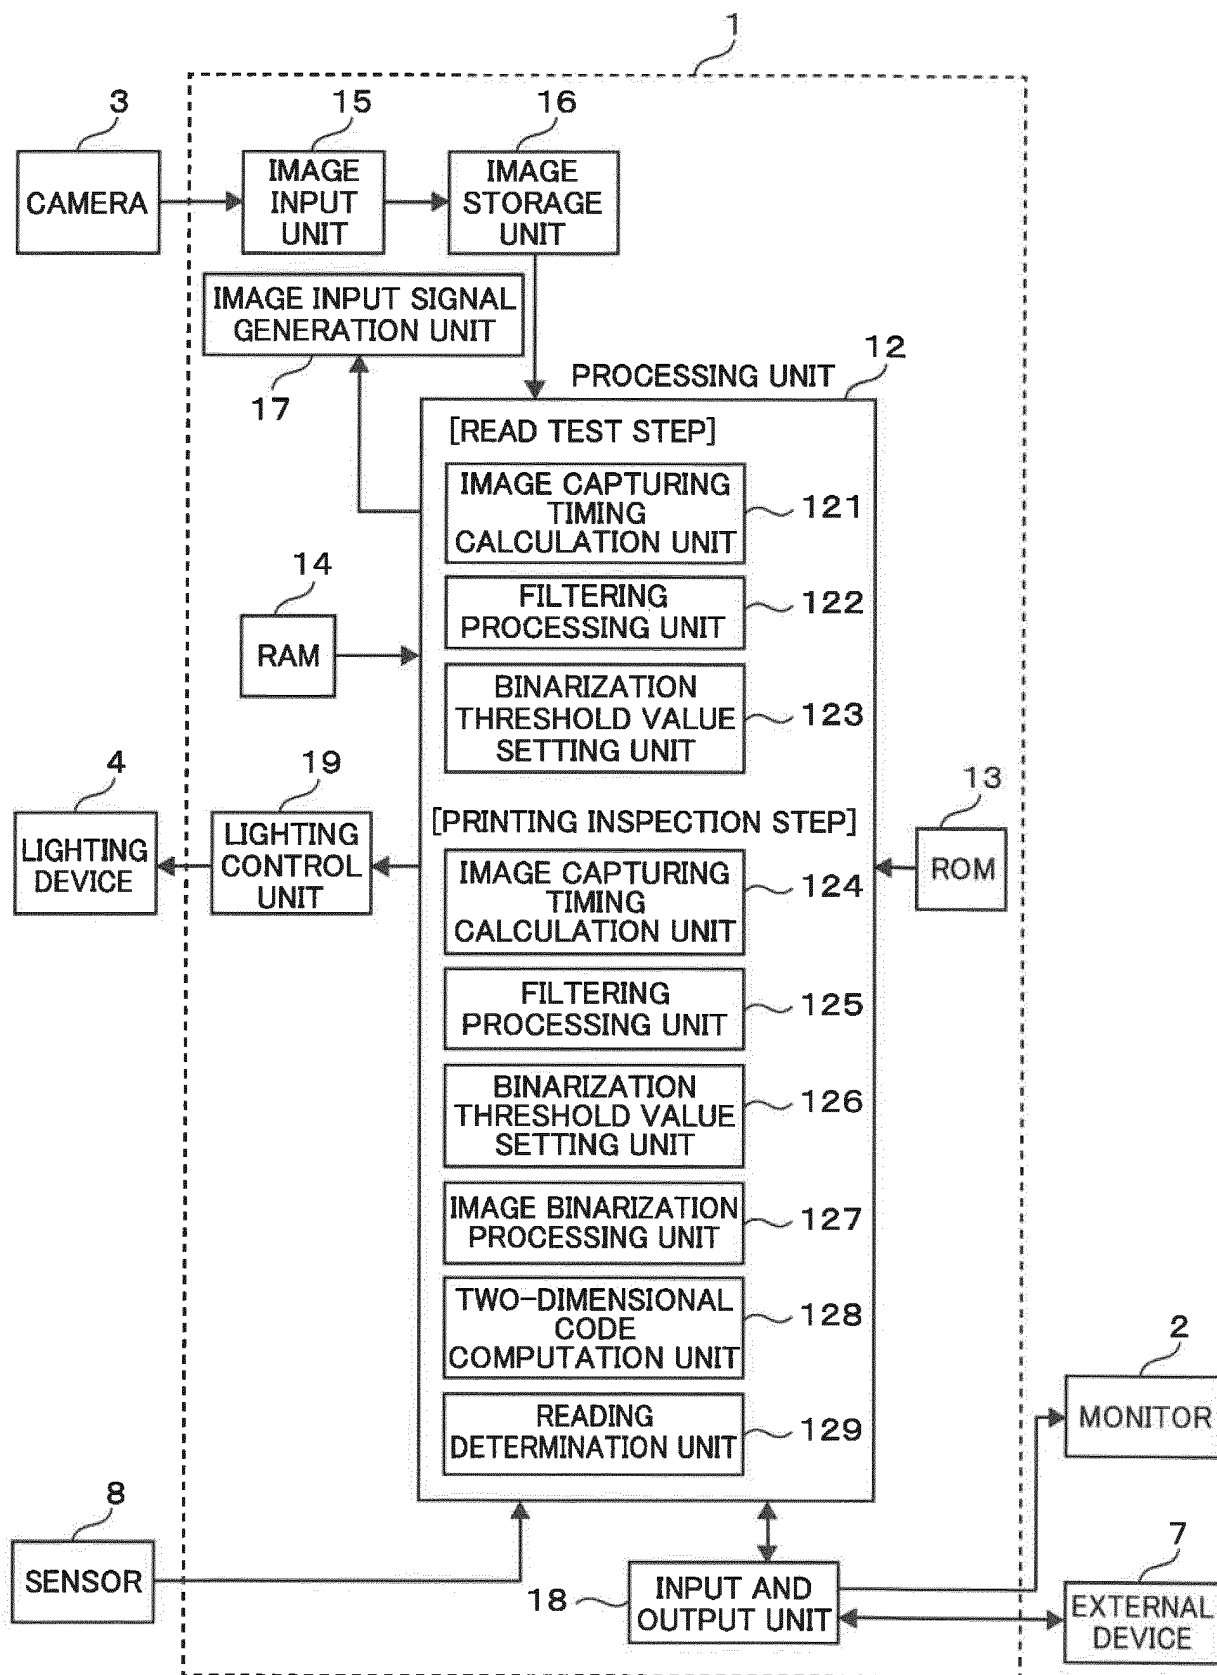 1
3
15
16
CAMERA
IMAGE
INPUT
UNIT
IMAGE
STORAGE
UNIT
IMAGE INPUT SIGNAL
GENERATION UNIT
17
PROCESSING UNIT
12
[READ TEST STEP]
IMAGE CAPTURING
TIMING
CALCULATION UNIT
121
14
RAM
FILTERING
PROCESSING UNIT
122
BINARIZATION
THRESHOLD VALUE
SETTING UNIT
123
4
LIGHTING
DEVICE
19
LIGHTING
CONTROL
UNIT
[PRINTING INSPECTION STEP]
13
ROM
IMAGE CAPTURING
TIMING
CALCULATION UNIT
124
FILTERING
PROCESSING UNIT
125
BINARIZATION
THRESHOLD VALUE
SETTING UNIT
126
IMAGE BINARIZATION
PROCESSING UNIT
127
TWO-DIMENSIONAL
CODE
COMPUTATION UNIT
128
READING
DETERMINATION UNIT
129
2
MONITOR
8
SENSOR
18
INPUT AND
OUTPUT UNIT
7
EXTERNAL
DEVICE